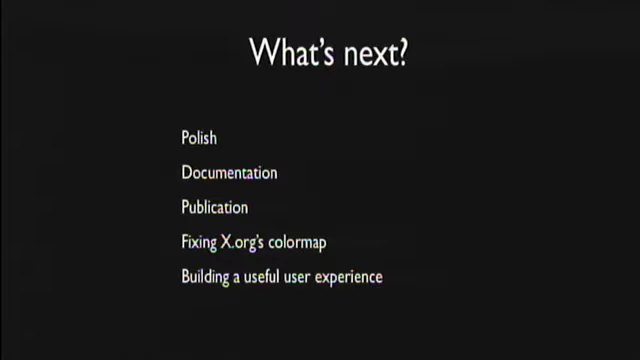 What's next?
Polish
Documentation
Publication
Fixing X.org's colormap
Building a useful user experience